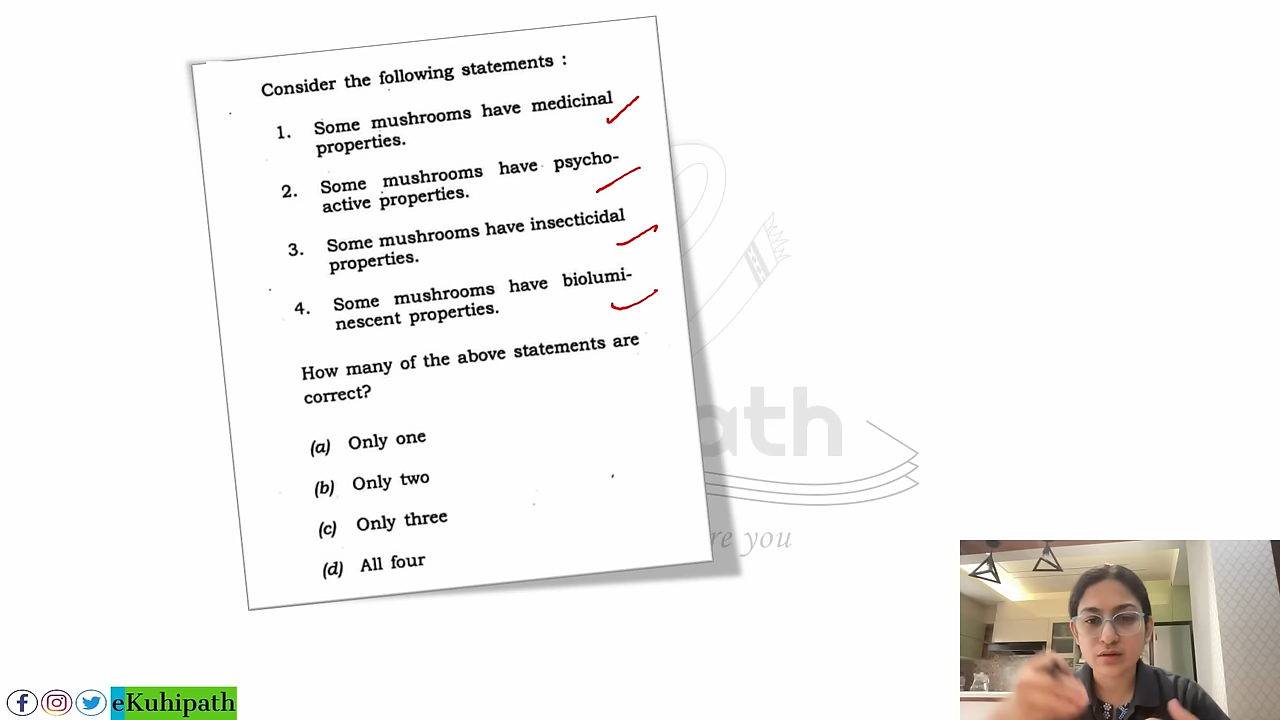 Consider the following statements :
1. Some mushrooms have medicinal
properties.
2. Some mushrooms have psycho-
active properties.
3. Some mushrooms have insecticidal
properties.
4. Some mushrooms have biolumi-
nescent properties.
How many of the above statements are
correct?
(a) Only one
(b) Only two
(c) Only three
(d) All four
ath
re you
eKuhipath